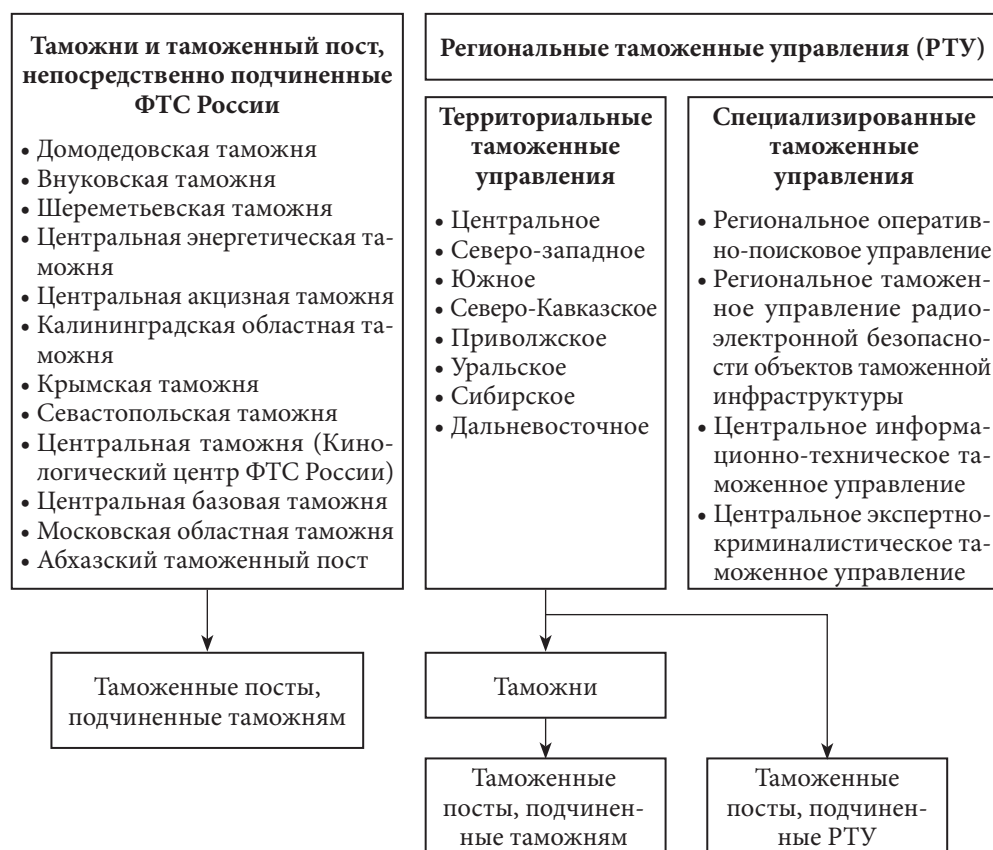 Таможни и таможенный пост,
непосредственно подчиненные
ФТС России
• Домодедовская таможня
• Внуковская таможня
• Шереметьевская таможня
• Центральная энергетическая та-
можня
• Центральная акцизная таможня
• Калининградская областная та-
можня
• Крымская таможня
• Севастопольская таможня
• Центральная таможня (Кино-
логический центр ФТС России)
• Центральная базовая таможня
• Московская областная таможня
• Абхазский таможенный пост
Региональные таможенные управления (РТУ)
Территориальные
таможенные
управления
• Центральное
• Северо-западное
• Южное
• Северо-Кавказское
• Приволжское
• Уральское
• Сибирское
• Дальневосточное
Специализированные
таможенные
управления
• Региональное оператив-
но-поисковое управление
• Региональное таможен-
ное управление радио-
электронной безопасно-
сти объектов таможенной
инфраструктуры
• Центральное информа-
ционно-техническое та-
моженное управление
• Центральное экспертно-
криминалистическое та-
моженное управление
Таможенные посты,
подчиненные таможням
Таможни
Таможенные
посты, подчинен-
ные таможням
Таможенные
посты, подчинен-
ные РТУ